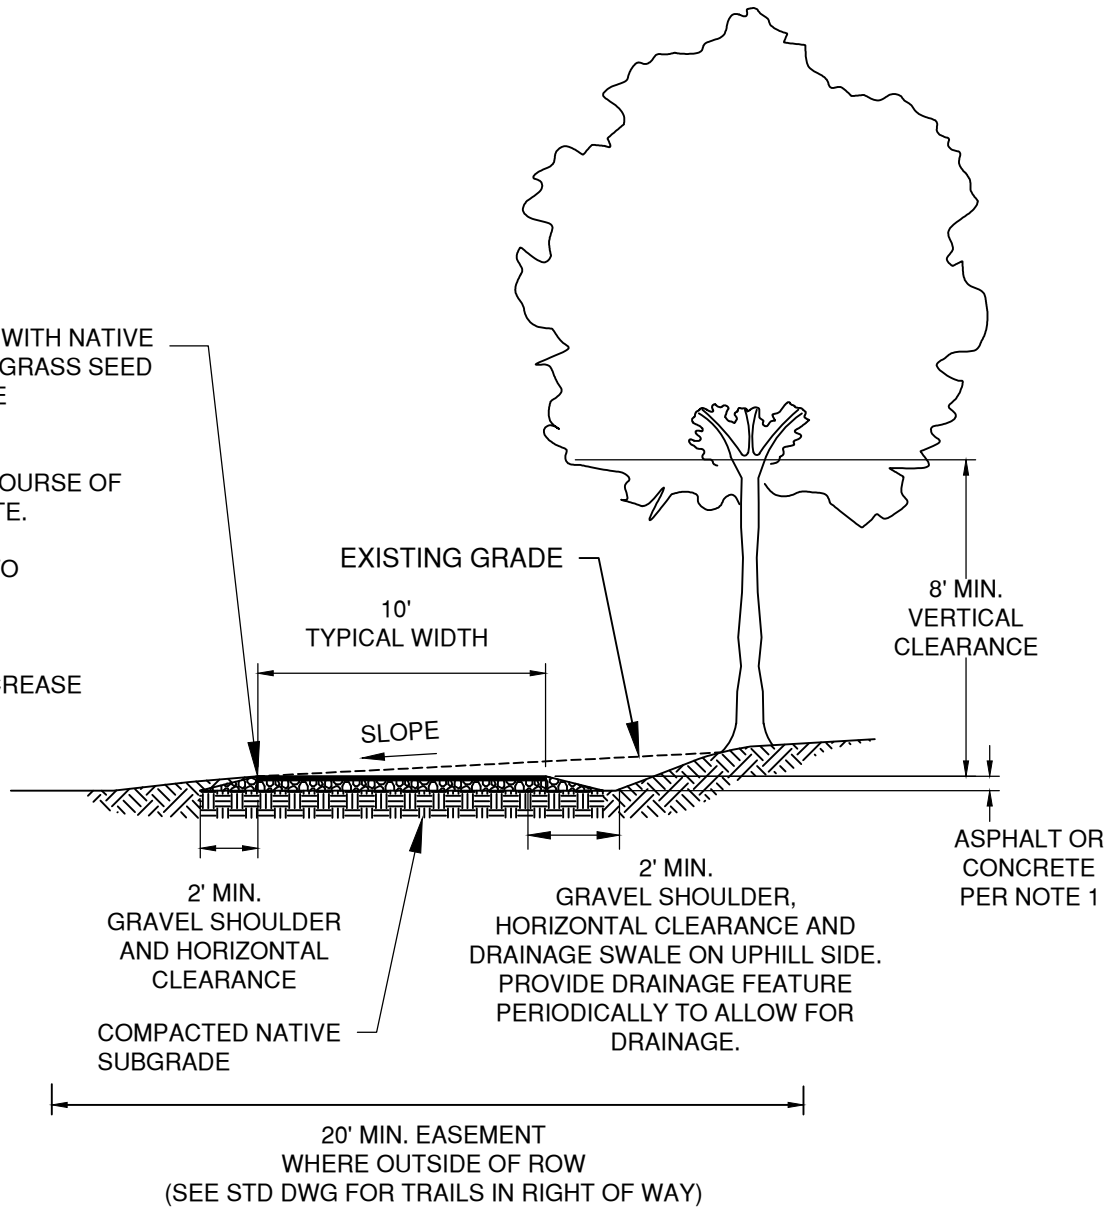 WITH NATIVE
GRASS SEED
E
OURSE OF
TE.
O
CREASE
EXISTING GRADE
10'
TYPICAL WIDTH
SLOPE
8' MIN.
VERTICAL
CLEARANCE
ASPHALT OR
CONCRETE
PER NOTE 1
2' MIN.
GRAVEL SHOULDER
AND HORIZONTAL
CLEARANCE
2' MIN.
GRAVEL SHOULDER,
HORIZONTAL CLEARANCE AND
DRAINAGE SWALE ON UPHILL SIDE.
PROVIDE DRAINAGE FEATURE
PERIODICALLY TO ALLOW FOR
DRAINAGE.
COMPACTED NATIVE
SUBGRADE
20' MIN. EASEMENT
WHERE OUTSIDE OF ROW
(SEE STD DWG FOR TRAILS IN RIGHT OF WAY)